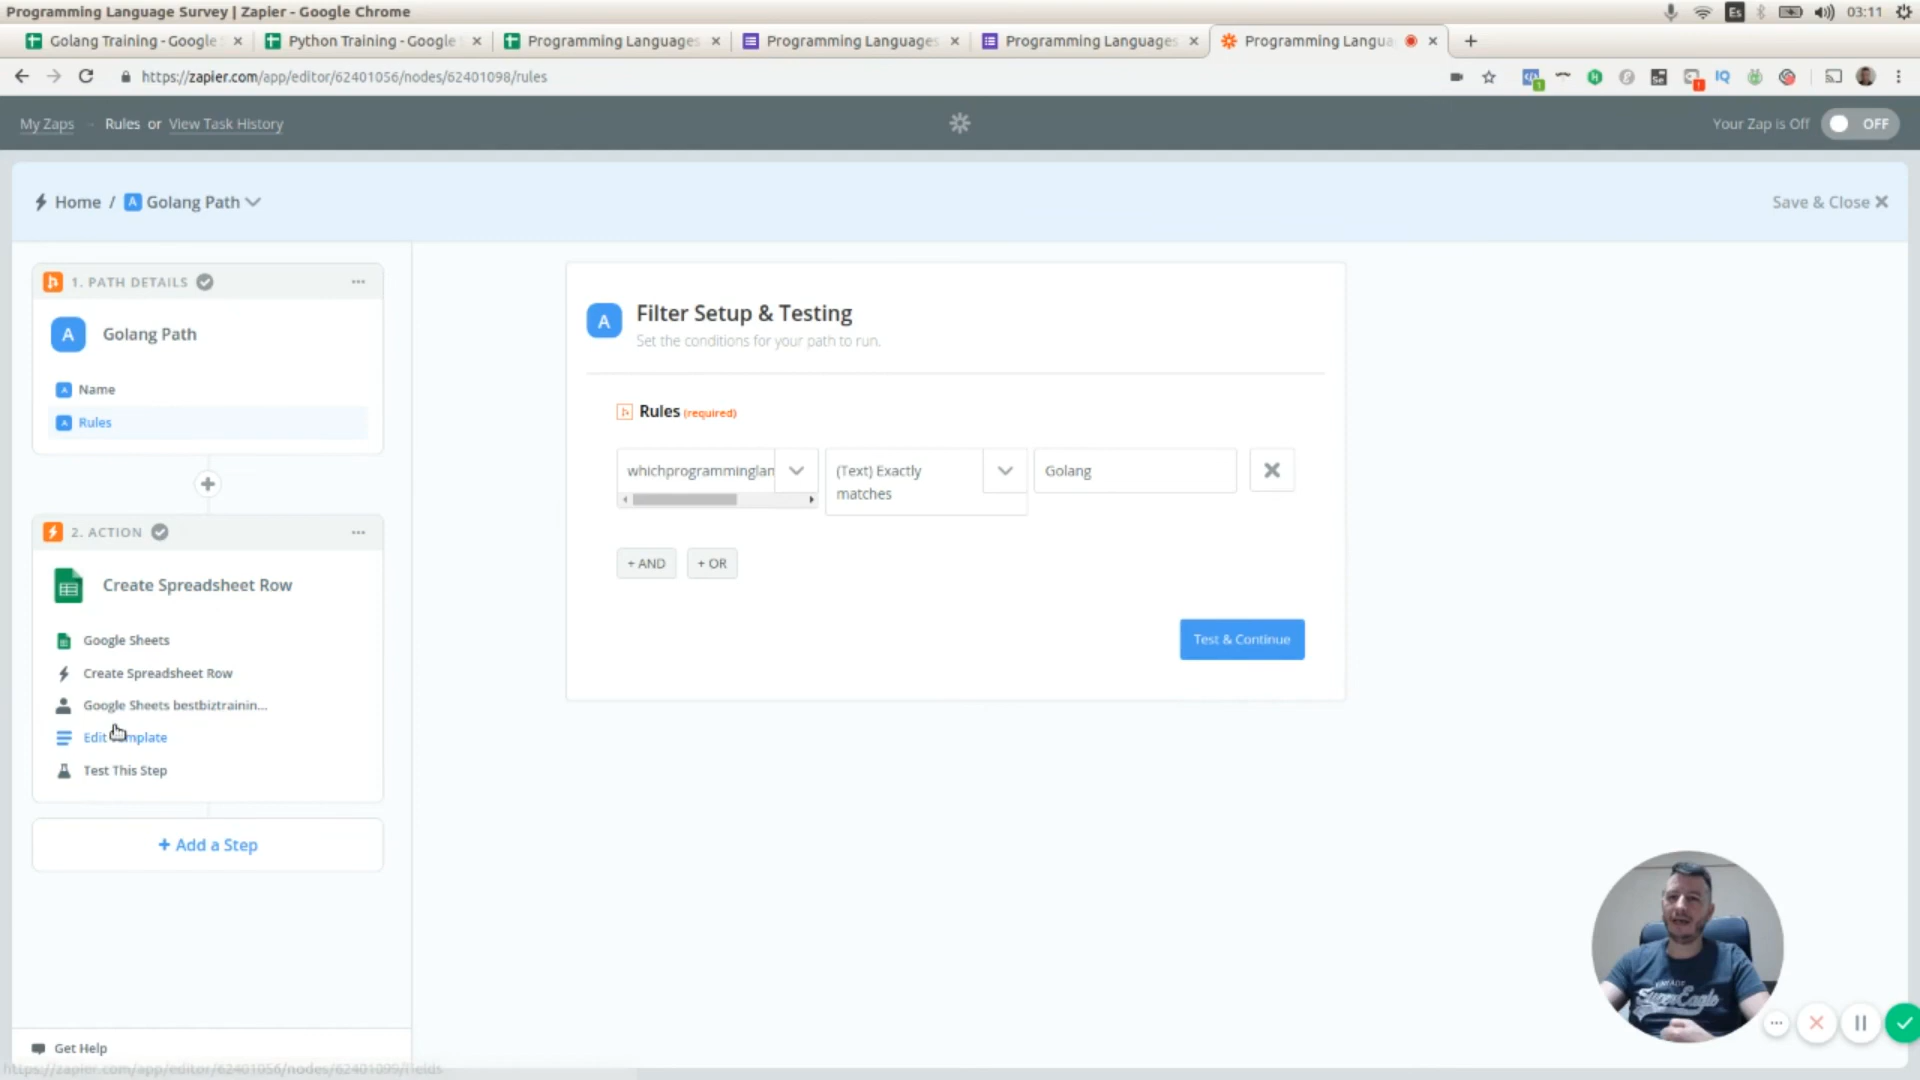 Programming Language Survey | Zapier - Google Chrome
Es
03:11
Golang Training - Google
Python Training - Google
Programming Languages
Programming Languages
Programming Languages
Programming Langua
https://zapier.com/app/editor/62401056/nodes/62401098/rules
IQ
My Zaps
Rules or View Task History
Your Zap is Off
OFF
Home / A Golang Path
Save & Close
1. PATH DETAILS
A Golang Path
A Name
A Rules
2. ACTION
Create Spreadsheet Row
Google Sheets
Create Spreadsheet Row
Google Sheets bestbiztrainin...
Edit mplate
Test This Step
+ Add a Step
Get Help
https://zapier.com/app/editor/62401056/nodes/62401099/fields
A Filter Setup & Testing
Set the conditions for your path to run.
Rules (required)
whichprogramminglan
(Text) Exactly
matches
Golang
+ AND
+ OR
Test & Continue